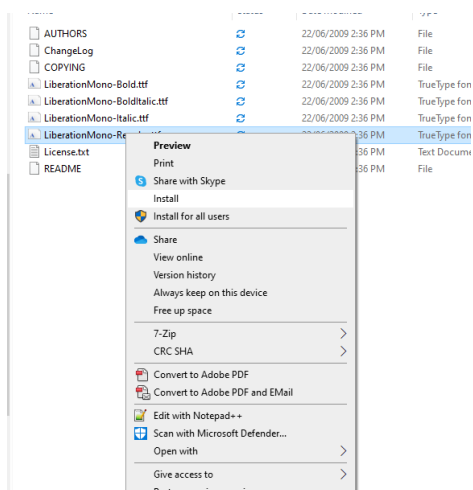 AUTHORS 22/06/2009 2:36 PM File
ChangeLog 22/06/2009 2:36 PM File
COPYING 22/06/2009 2:36 PM File
LiberationMono-Bold.ttf 22/06/2009 2:36 PM TrueType fon
LiberationMono-BoldItalic.ttf 22/06/2009 2:36 PM TrueType fon
LiberationMono-Italic.ttf 22/06/2009 2:36 PM TrueType fon
LiberationMono-Re 2:36 PM TrueType fon
License.txt :36 PM Text Docume
README :36 PM File
Preview
Print
Share with Skype
Install
Install for all users
Share
View online
Version history
Always keep on this device
Free up space
7-Zip
CRC SHA
Convert to Adobe PDF
Convert to Adobe PDF and EMail
Edit with Notepad++
Scan with Microsoft Defender...
Open with
Give access to